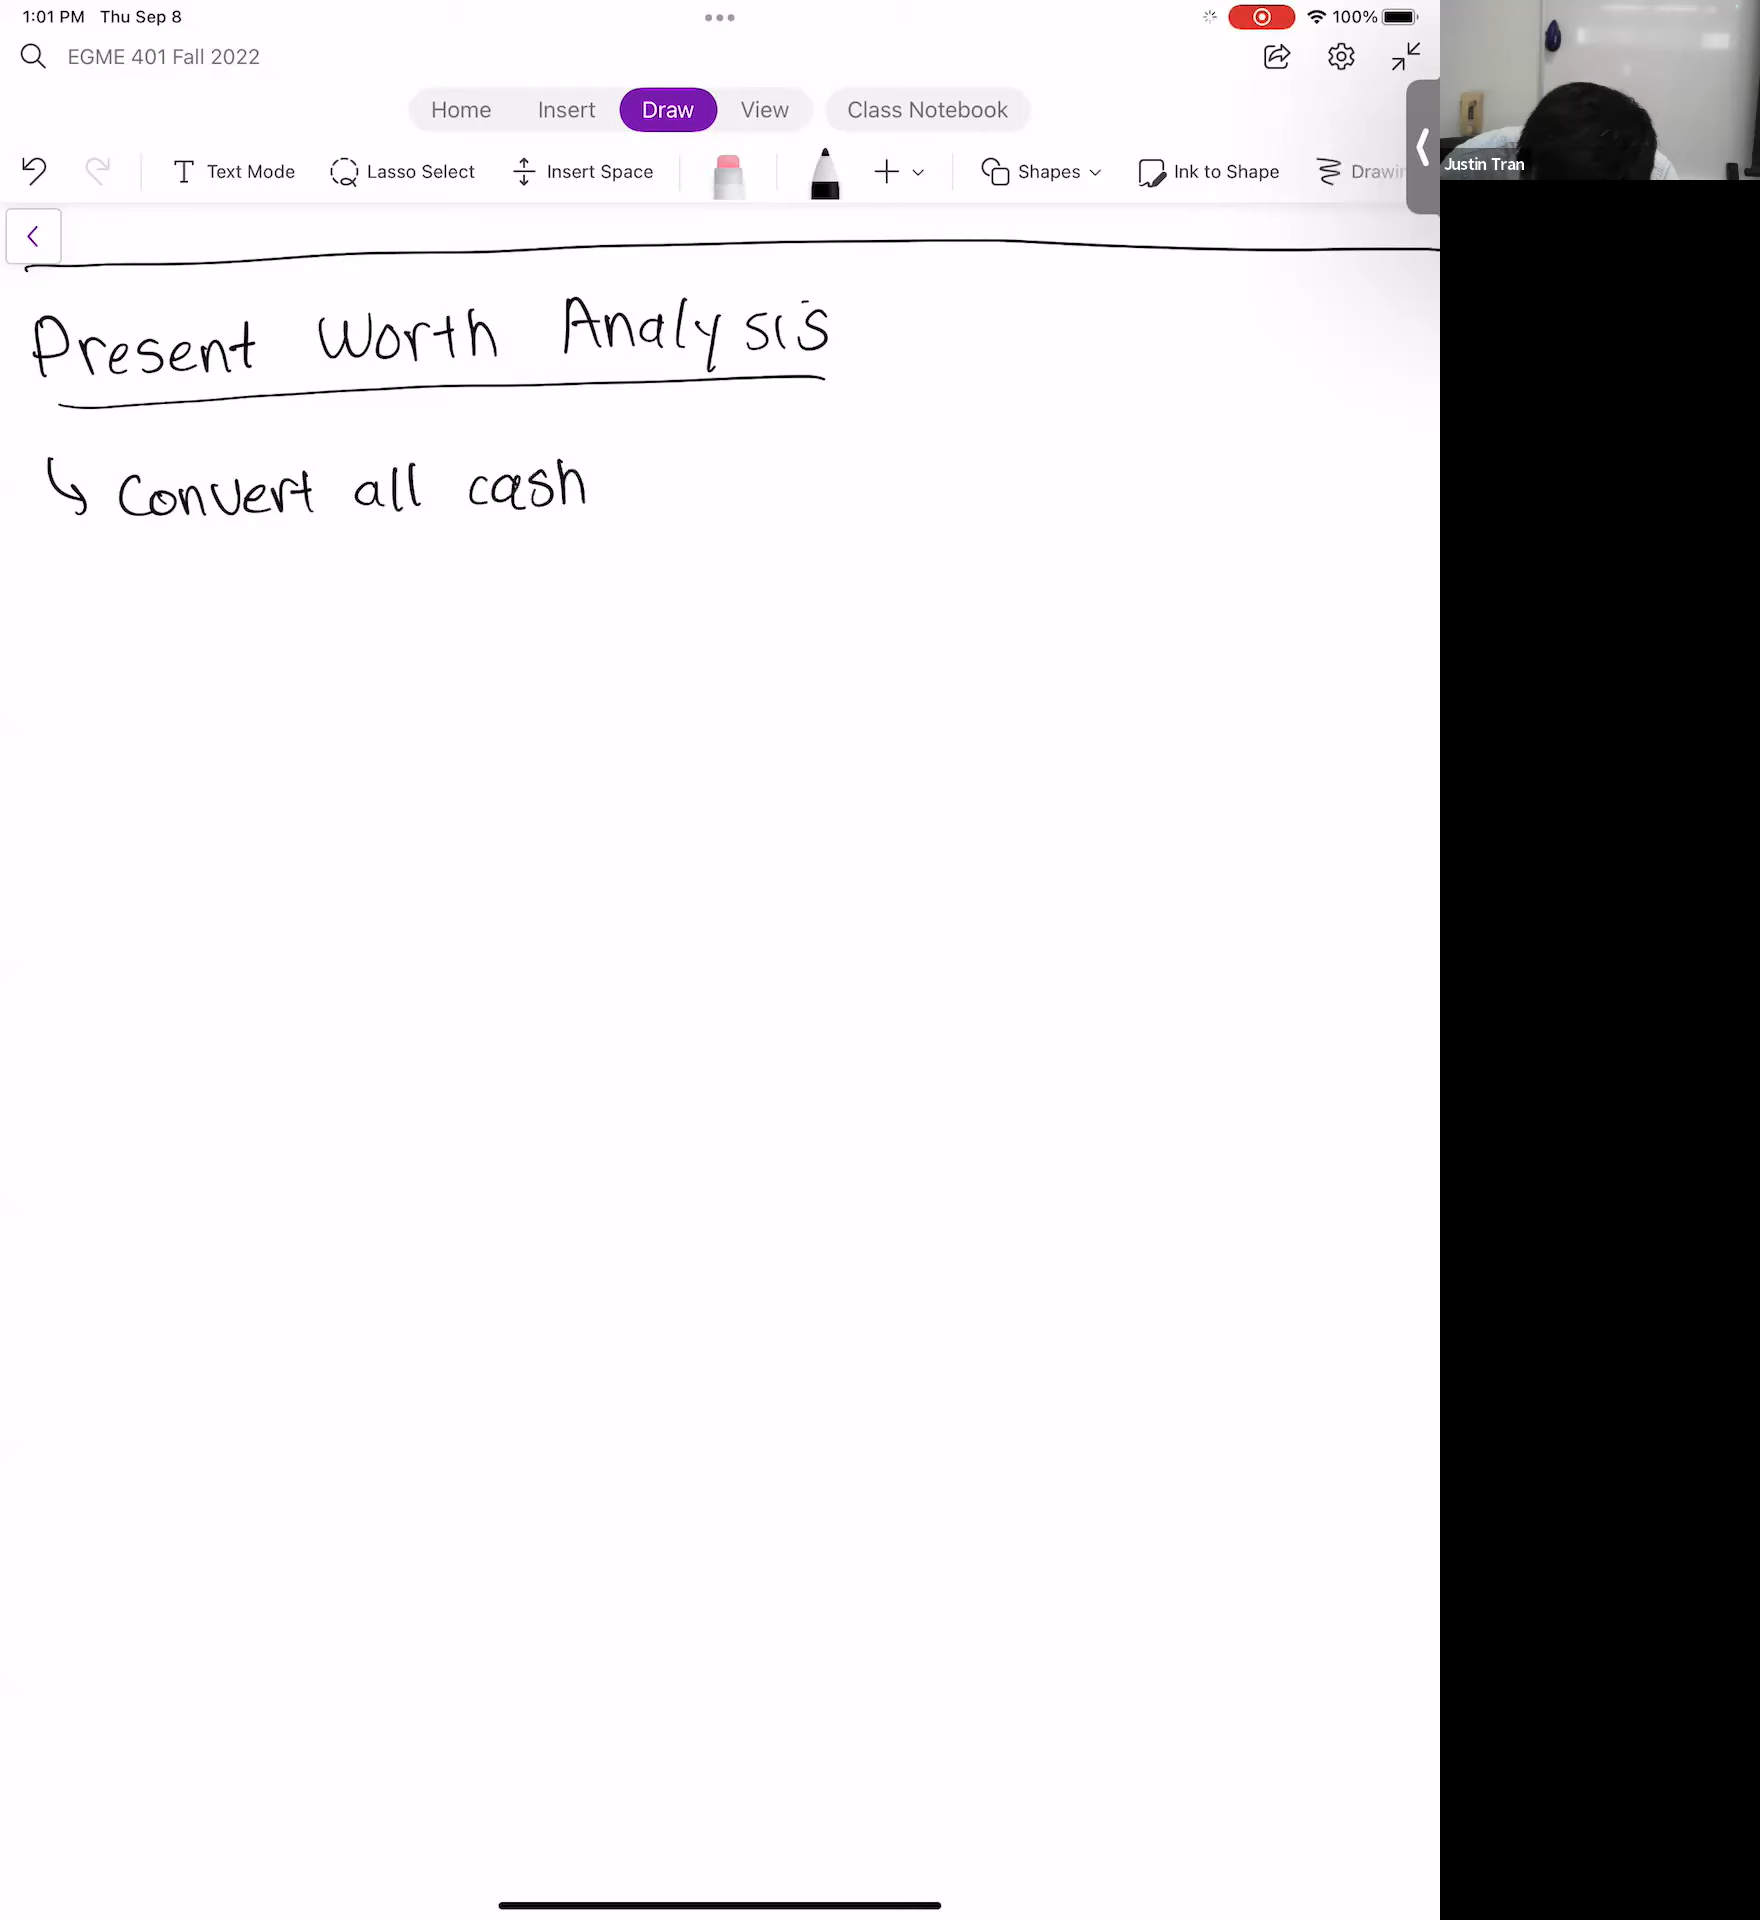 1:01 PM Thu Sep 8
100%
EGME 401 Fall 2022
Home Insert Draw View Class Notebook
Text Mode Lasso Select Insert Space Shapes Ink to Shape Drawi
Justin Tran
Present Worth Analysis
↳ Convert all cash